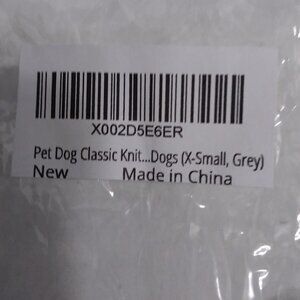 X002D5E6ER
Pet Dog Classic Knit...Dogs (X-Small, Grey)
New Made in China